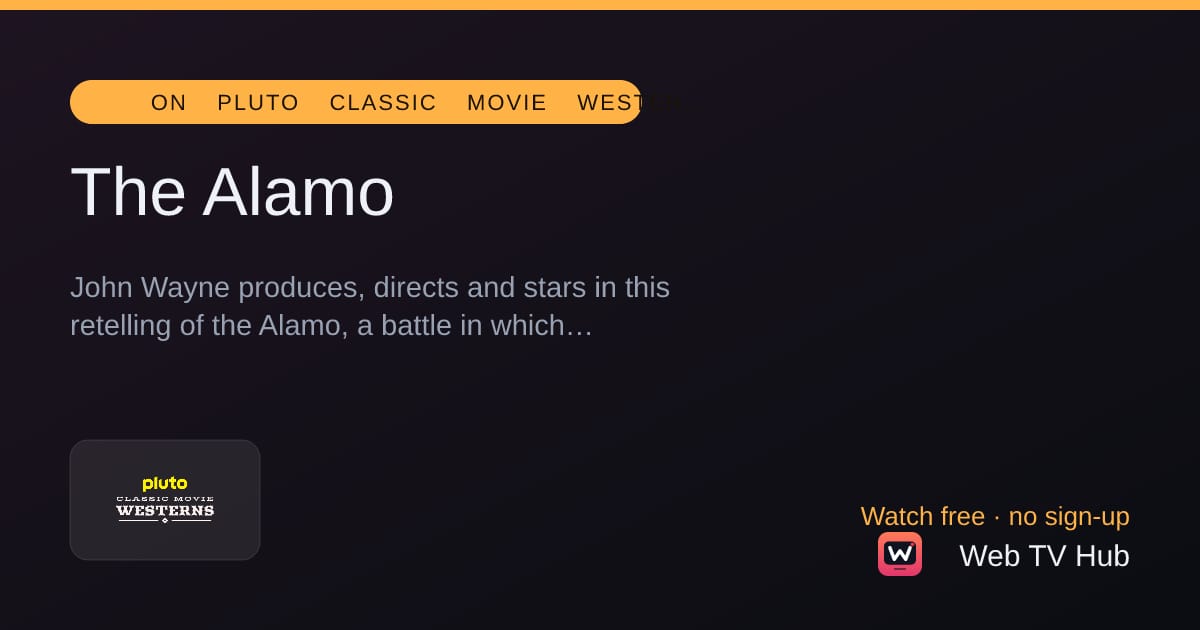 ON PLUTO CLASSIC MOVIE WESTERNS
The Alamo
John Wayne produces, directs and stars in this
retelling of the Alamo, a battle in which…
pluto
CLASSIC MOVIE
WESTERNS
Watch free · no sign-up
W
Web TV Hub